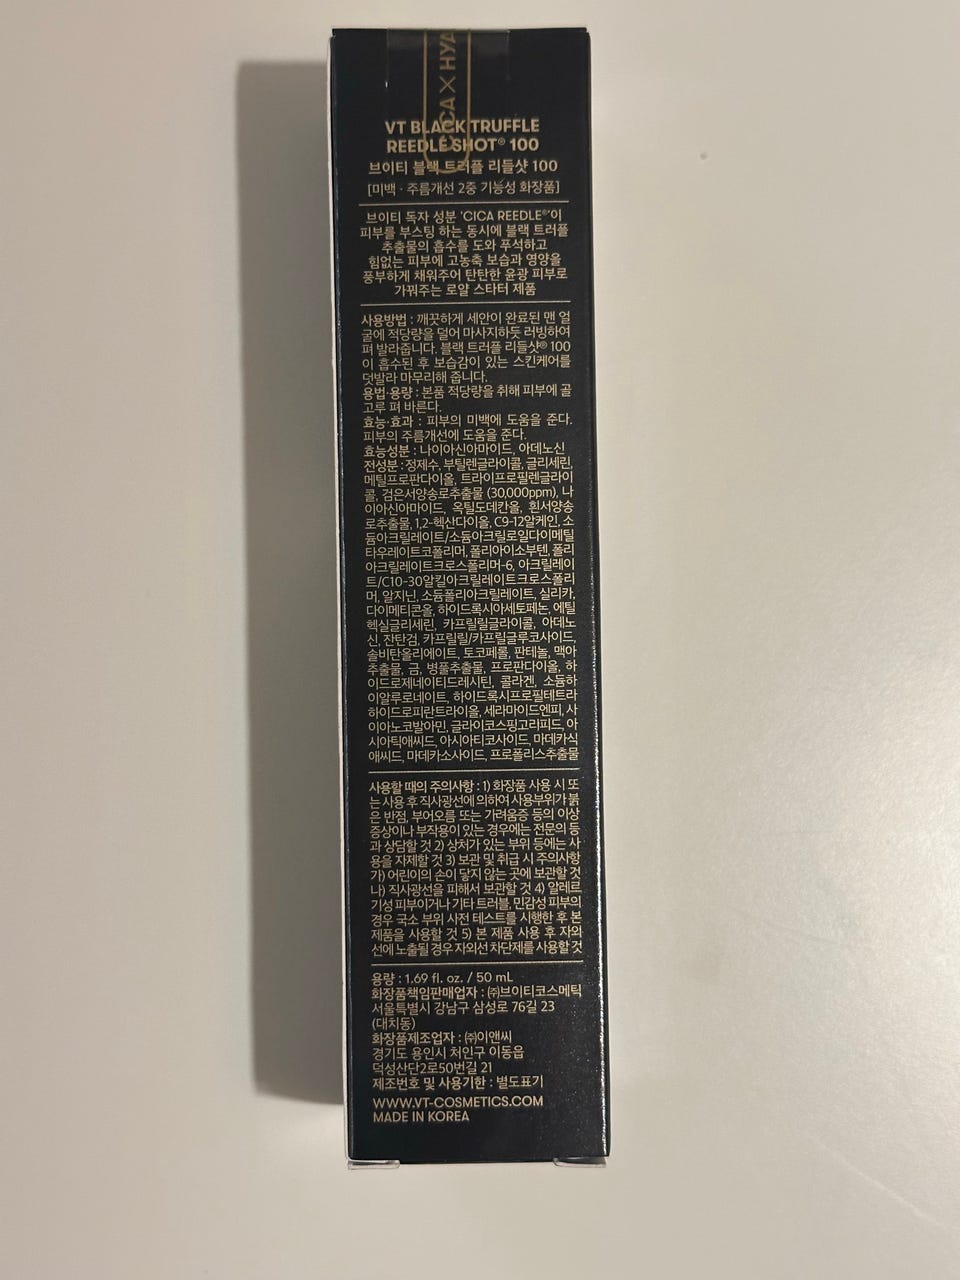 CICA × HYA
VT BLACK TRUFFLE
REEDLE SHOT® 100
브이티 블랙 트러플 리들샷 100
[미백 · 주름개선 2중 기능성 화장품]
브이티 독자 성분 'CICA REEDLE®'이
피부를 부스팅 하는 동시에 블랙 트러플
추출물의 흡수를 도와 푸석하고
힘없는 피부에 고농축 보습과 영양을
풍부하게 채워주어 탄탄한 윤광 피부로
가꿔주는 로얄 스타터 제품
사용방법 : 깨끗하게 세안이 완료된 맨 얼
굴에 적당량을 덜어 마사지하듯 러빙하여
펴 발라줍니다. 블랙 트러플 리들샷® 100
이 흡수된 후 보습감이 있는 스킨케어를
덧발라 마무리해 줍니다.
용법·용량 : 본품 적당량을 취해 피부에 골
고루 펴 바른다.
효능·효과 : 피부의 미백에 도움을 준다.
피부의 주름개선에 도움을 준다.
효능성분 : 나이아신아마이드, 아데노신
전성분 : 정제수, 부틸렌글라이콜, 글리세린,
메틸프로판다이올, 트라이프로필렌글라이
콜, 검은서양송로추출물 (30,000ppm), 나
이아신아마이드, 옥틸도데칸올, 흰서양송
로추출물, 1,2-헥산다이올, C9-12알케인, 소
듐아크릴레이트/소듐아크릴로일다이메틸
타우레이트코폴리머, 폴리아이소부텐, 폴리
아크릴레이트크로스폴리머-6, 아크릴레이
트/C10-30알킬아크릴레이트크로스폴리
머, 알지닌, 소듐폴리아크릴레이트, 실리카,
다이메티콘올, 하이드록시아세토페논, 에틸
헥실글리세린, 카프릴릴글라이콜, 아데노
신, 잔탄검, 카프릴릴/카프릴글루코사이드,
솔비탄올리에이트, 토코페롤, 판테놀, 맥아
추출물, 금, 병풀추출물, 프로판다이올, 하
이드로제네이티드레시틴, 콜라겐, 소듐하
이알루로네이트, 하이드록시프로필테트라
하이드로피란트라이올, 세라마이드엔피, 사
이아노코발아민, 글라이코스핑고리피드, 아
시아틱애씨드, 아시아티코사이드, 마데카식
애씨드, 마데카소사이드, 프로폴리스추출물
사용할 때의 주의사항 : 1) 화장품 사용 시 또
는 사용 후 직사광선에 의하여 사용부위가 붉
은 반점, 부어오름 또는 가려움증 등의 이상
증상이나 부작용이 있는 경우에는 전문의 등
과 상담할 것 2) 상처가 있는 부위 등에는 사
용을 자제할 것 3) 보관 및 취급 시 주의사항
가) 어린이의 손이 닿지 않는 곳에 보관할 것
나) 직사광선을 피해서 보관할 것 4) 알레르
기성 피부이거나 기타 트러블, 민감성 피부의
경우 국소 부위 사전 테스트를 시행한 후 본
제품을 사용할 것 5) 본 제품 사용 후 자외
선에 노출될 경우 자외선 차단제를 사용할 것
용량 : 1.69 fl. oz. / 50 mL
화장품책임판매업자 : ㈜브이티코스메틱
서울특별시 강남구 삼성로 76길 23
(대치동)
화장품제조업자 : ㈜이앤씨
경기도 용인시 처인구 이동읍
덕성산단2로50번길 21
제조번호 및 사용기한 : 별도표기
WWW.VT-COSMETICS.COM
MADE IN KOREA